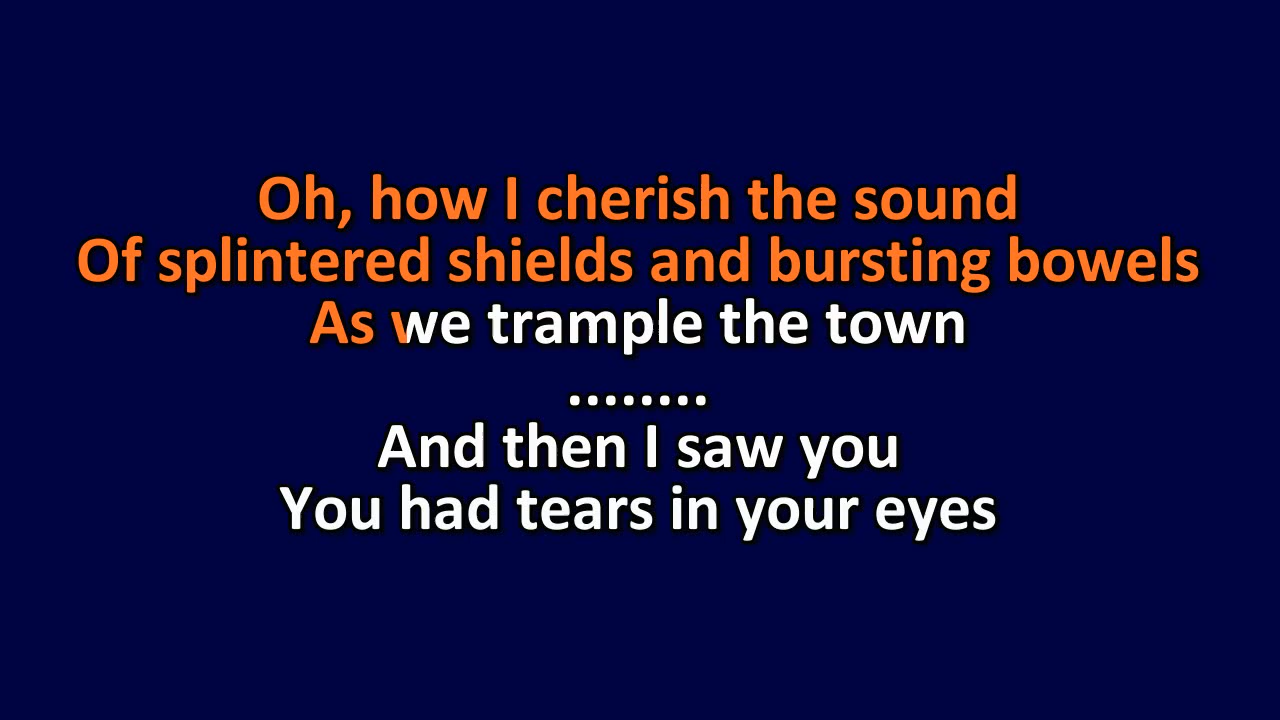 Oh, how I cherish the sound
Of splintered shields and bursting bowels
As we trample the town
........
And then I saw you
You had tears in your eyes